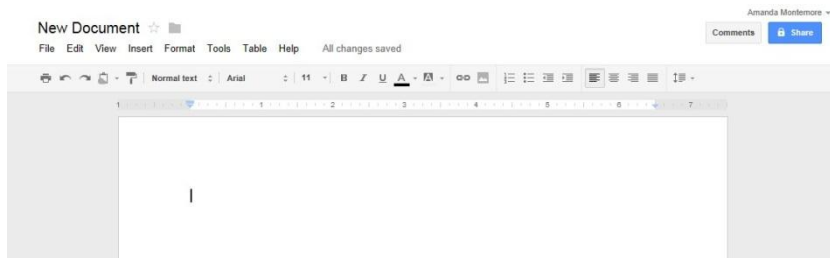 Amanda Montemore
New Document
Comments
Share
File Edit View Insert Format Tools Table Help All changes saved
Normal text Arial 11 B I U A A
1 1 2 3 4 5 6 7